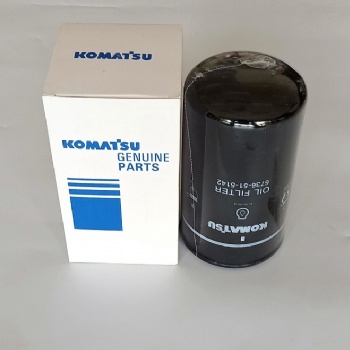 KOMATSU
KOMATSU
GENUINE
PARTS
OIL FILTER
6736-51-5142
KOMATSU